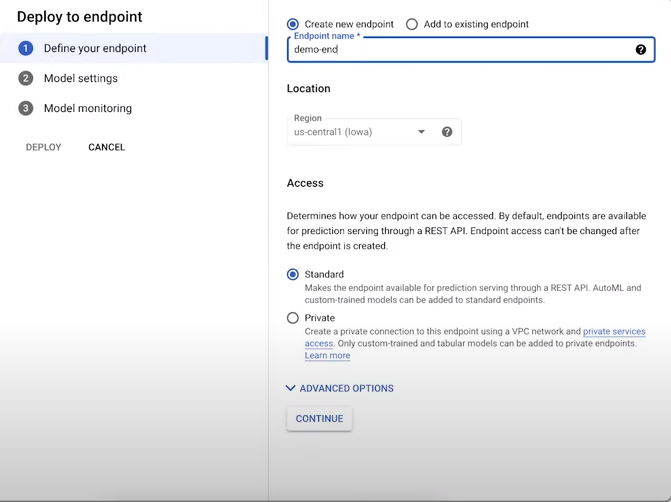 Deploy to endpoint
1 Define your endpoint
2 Model settings
3 Model monitoring
DEPLOY CANCEL
Create new endpoint Add to existing endpoint
Endpoint name *
demo-end
Location
Region
us-central1 (Iowa)
Access
Determines how your endpoint can be accessed. By default, endpoints are available
for prediction serving through a REST API. Endpoint access can't be changed after
the endpoint is created.
Standard
Makes the endpoint available for prediction serving through a REST API. AutoML and
custom-trained models can be added to standard endpoints.
Private
Create a private connection to this endpoint using a VPC network and private services
access. Only custom-trained and tabular models can be added to private endpoints.
Learn more
ADVANCED OPTIONS
CONTINUE